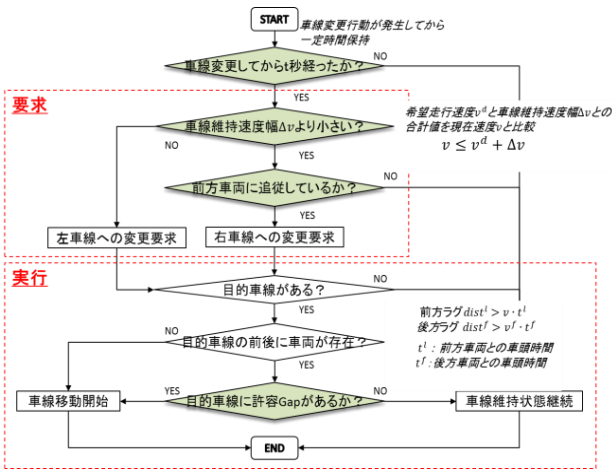 START
車線変更行動が発生してから
一定時間保持
車線変更してからt秒経ったか？
NO
YES
要求
車線維持速度幅Δvより小さい？
希望走行速度v^dと車線維持速度幅Δvとの
合計値を現在速度vと比較
v ≤ v^d + Δv
NO
YES
前方車両に追従しているか？
NO
YES
左車線への変更要求
右車線への変更要求
実行
目的車線がある？
NO
YES
前方ラグ dist^l > v · t^l
後方ラグ dist^f > v^f · t^f
t^l : 前方車両との車頭時間
t^f : 後方車両との車頭時間
NO
目的車線の前後に車両が存在？
YES
YES
目的車線に許容Gapがあるか？
NO
車線移動開始
車線維持状態継続
END